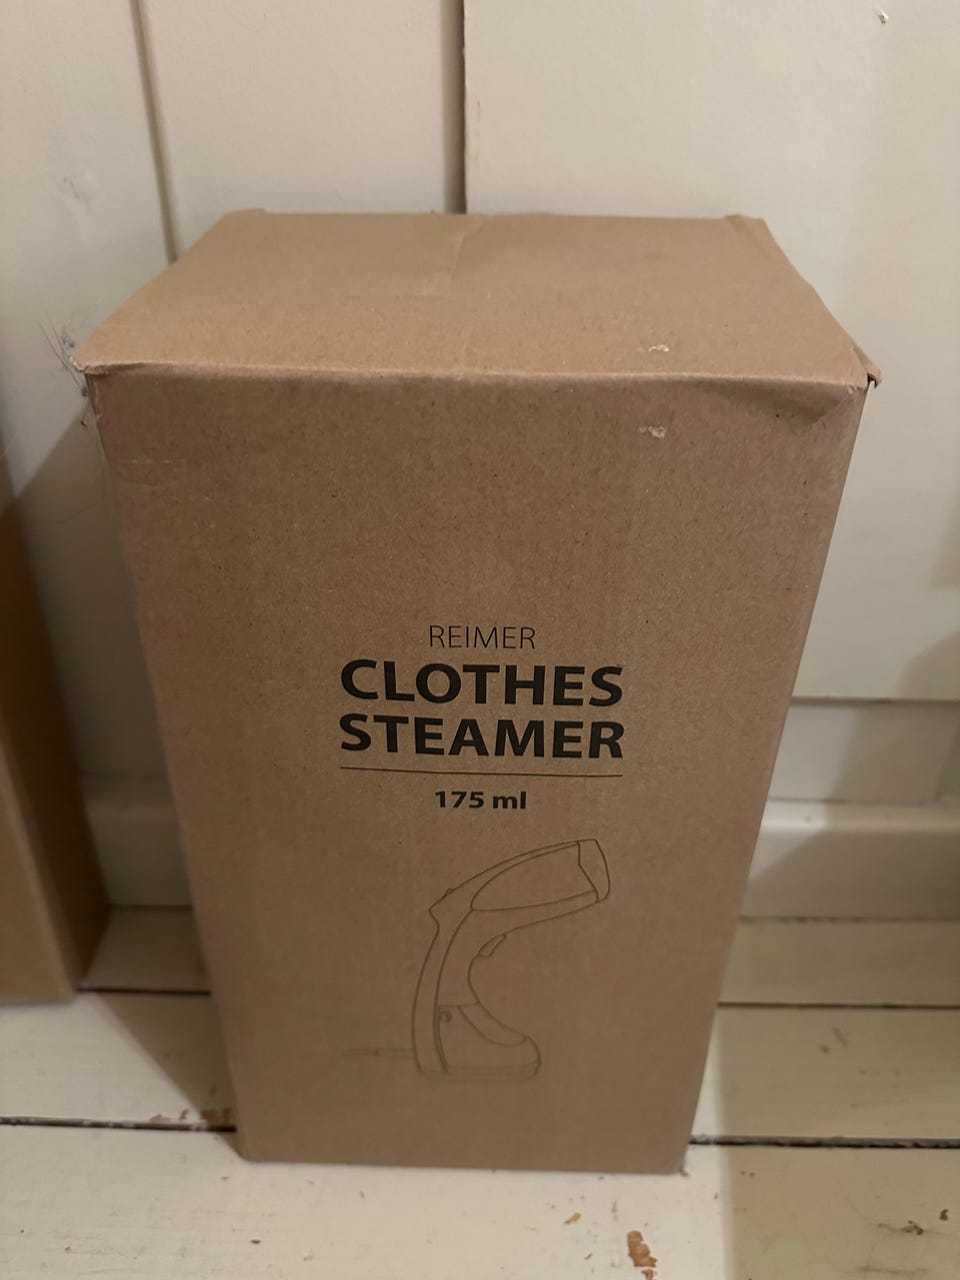 REIMER
CLOTHES
STEAMER
175 ml